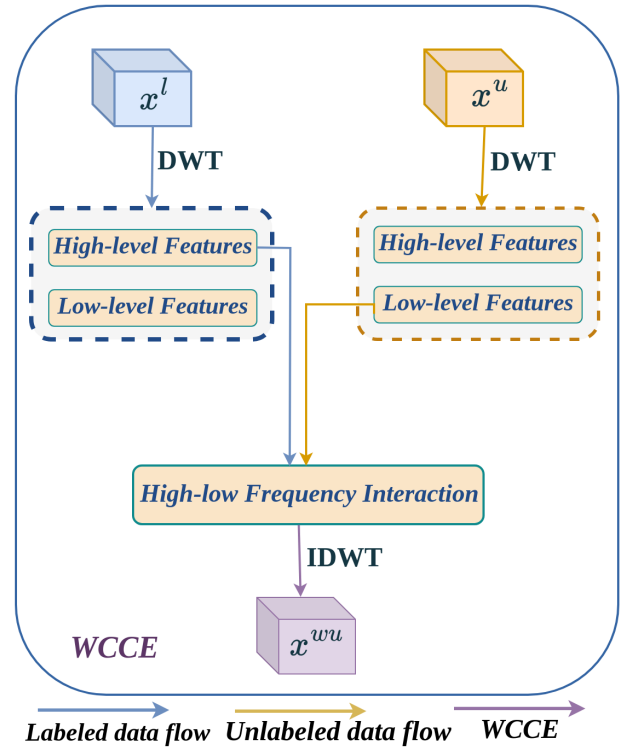 x^l
x^u
DWT
DWT
High-level Features
High-level Features
Low-level Features
Low-level Features
High-low Frequency Interaction
IDWT
x^{wu}
WCCE
Labeled data flow
Unlabeled data flow
WCCE